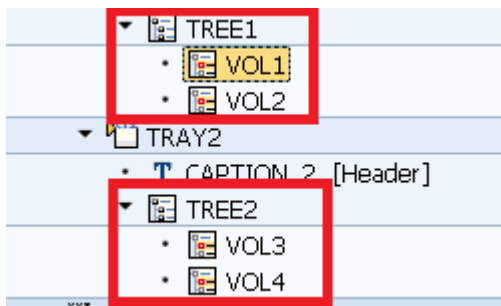 TREE1
VOL1
VOL2
TRAY2
CAPTION_2 [Header]
TREE2
VOL3
VOL4